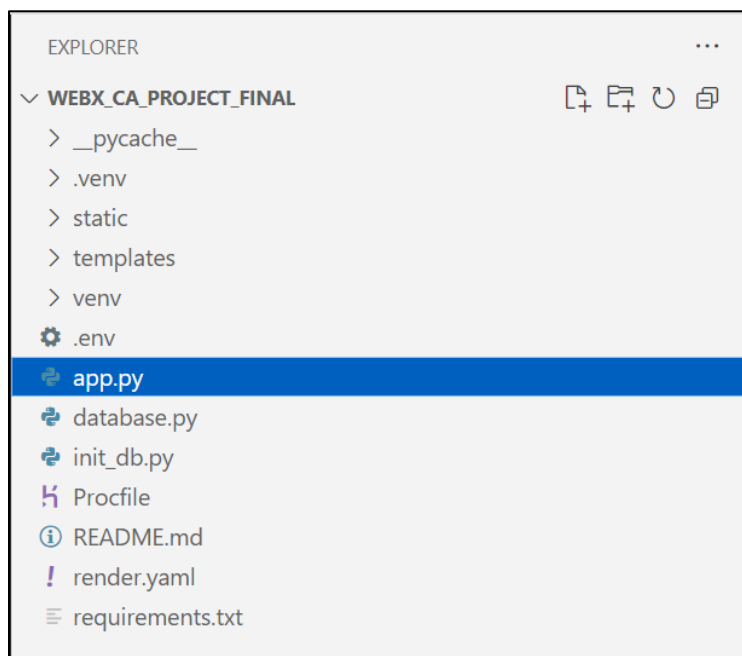 EXPLORER ...
WEBX_CA_PROJECT_FINAL
__pycache__
.venv
static
templates
venv
.env
app.py
database.py
init_db.py
Procfile
README.md
render.yaml
requirements.txt